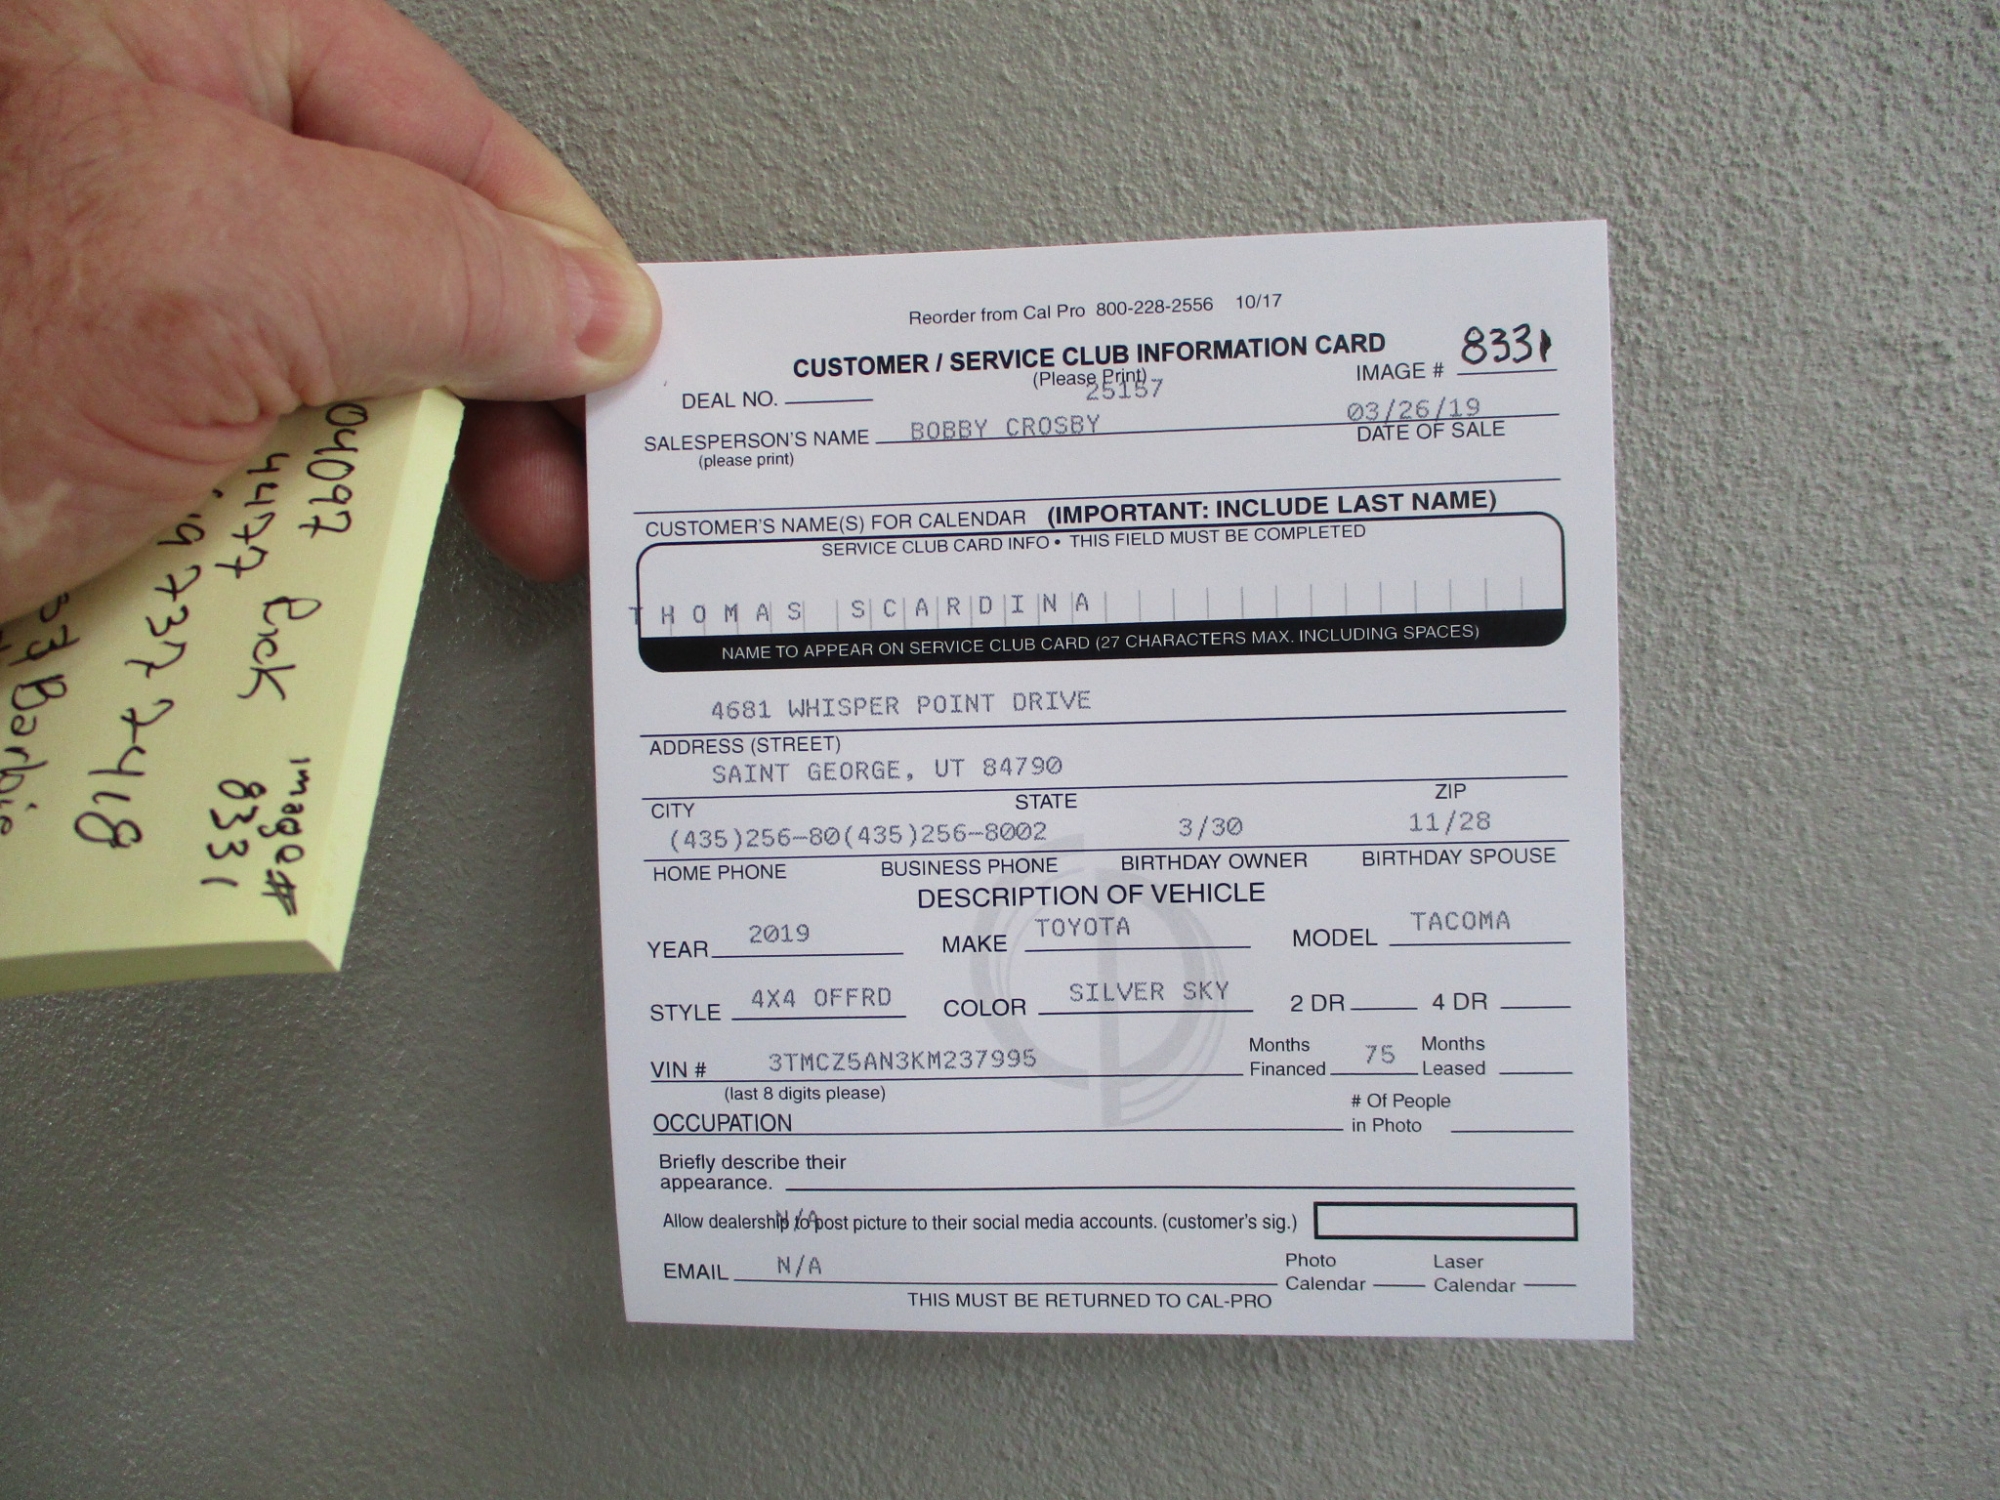 Reorder from Cal Pro 800-228-2556 10/17
CUSTOMER / SERVICE CLUB INFORMATION CARD
(Please Print)
IMAGE # 8331
DEAL NO.
25157
SALESPERSON'S NAME BOBBY CROSBY
(please print)
03/26/19
DATE OF SALE
CUSTOMER'S NAME(S) FOR CALENDAR (IMPORTANT: INCLUDE LAST NAME)
SERVICE CLUB CARD INFO • THIS FIELD MUST BE COMPLETED
THOMAS SCARDINA
NAME TO APPEAR ON SERVICE CLUB CARD (27 CHARACTERS MAX. INCLUDING SPACES)
4681 WHISPER POINT DRIVE
ADDRESS (STREET)
SAINT GEORGE, UT 84790
CITY STATE ZIP
(435)256-80(435)256-8002 3/30 11/28
HOME PHONE BUSINESS PHONE BIRTHDAY OWNER BIRTHDAY SPOUSE
DESCRIPTION OF VEHICLE
YEAR 2019 MAKE TOYOTA MODEL TACOMA
STYLE 4X4 OFFRD COLOR SILVER SKY 2 DR 4 DR
VIN # 3TMCZ5AN3KM237995
(last 8 digits please)
Months Financed 75 Months Leased
OCCUPATION
# Of People in Photo
Briefly describe their
appearance.
N/A
Allow dealership to post picture to their social media accounts. (customer's sig.)
EMAIL N/A
Photo Calendar Laser Calendar
THIS MUST BE RETURNED TO CAL-PRO
04097
4477 Rick
9737 7418
image#
8331